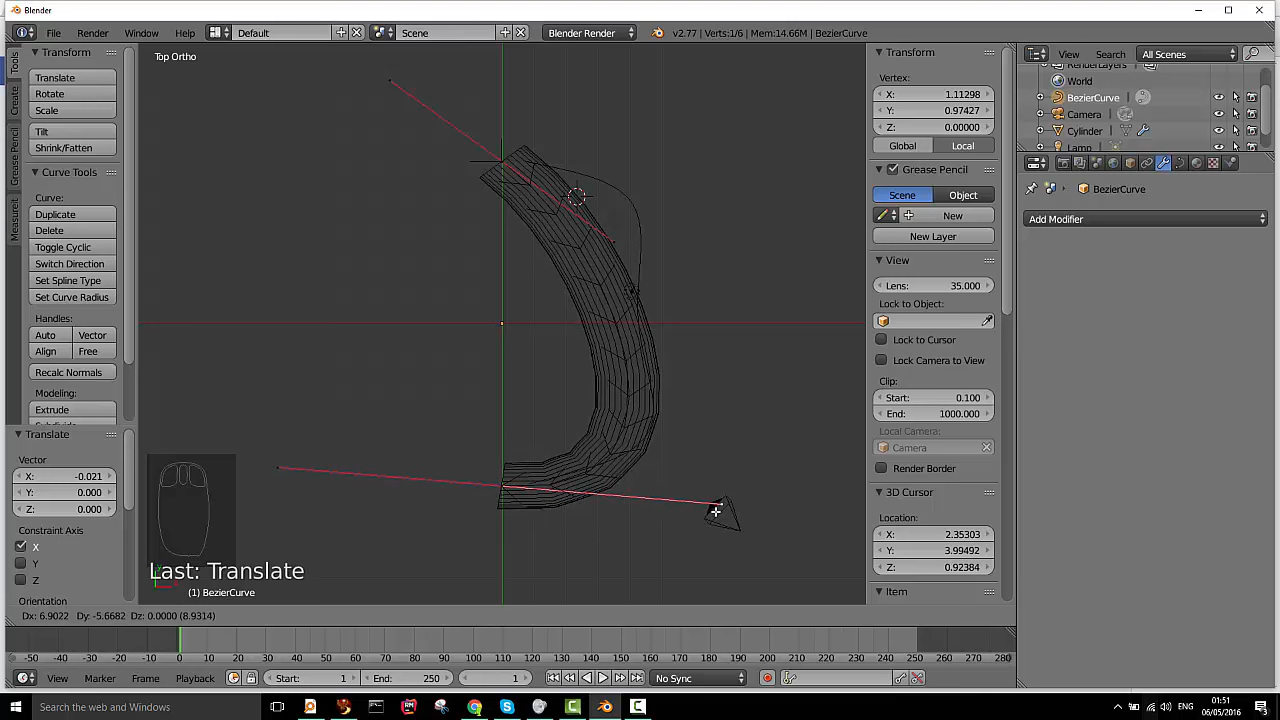 Blender
File Render Window Help Default Scene Blender Render v2.77 | Verts:1/6 | Mem:14.66M | BezierCurve
Tools
Create
Grease Pencil
Measureit
Transform
Translate
Rotate
Scale
Tilt
Shrink/Fatten
Curve Tools
Curve:
Duplicate
Delete
Toggle Cyclic
Switch Direction
Set Spline Type
Set Curve Radius
Handles:
Auto Vector
Align Free
Recalc Normals
Modeling:
Extrude
Translate
Vector
X: -0.021
Y: 0.000
Z: 0.000
Constraint Axis
X
Y
Z
Orientation
Top Ortho
Last: Translate
(1) BezierCurve
Dx: 6.9022 Dy: -5.6682 Dz: 0.0000 (8.9314)
Transform
Vertex:
X: 1.11298
Y: 0.97427
Z: 0.00000
Global Local
Grease Pencil
Scene Object
New
New Layer
View
Lens: 35.000
Lock to Object:
Lock to Cursor
Lock Camera to View
Clip:
Start: 0.100
End: 1000.000
Local Camera:
Camera
Render Border
3D Cursor
Location:
X: 2.35303
Y: 3.99492
Z: 0.92384
Item
View Search All Scenes
RenderLayers
World
BezierCurve
Camera
Cylinder
Lamp
BezierCurve
Add Modifier
-50 -40 -30 -20 -10 0 10 20 30 40 50 60 70 80 90 100 110 120 130 140 150 160 170 180 190 200 210 220 230 240 250 260 270 280
View Marker Frame Playback Start: 1 End: 250 1 No Sync
Search the web and Windows
ENG
01:51
06/05/2016